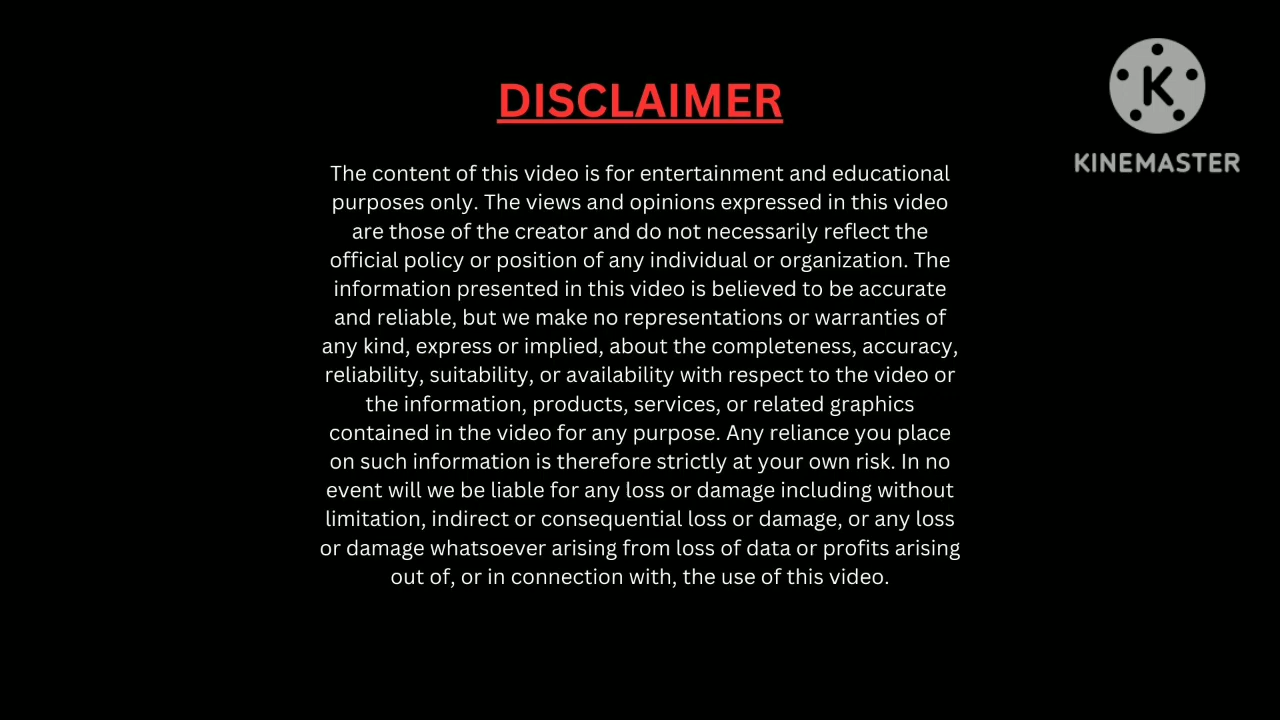 DISCLAIMER
K
KINEMASTER
The content of this video is for entertainment and educational
purposes only. The views and opinions expressed in this video
are those of the creator and do not necessarily reflect the
official policy or position of any individual or organization. The
information presented in this video is believed to be accurate
and reliable, but we make no representations or warranties of
any kind, express or implied, about the completeness, accuracy,
reliability, suitability, or availability with respect to the video or
the information, products, services, or related graphics
contained in the video for any purpose. Any reliance you place
on such information is therefore strictly at your own risk. In no
event will we be liable for any loss or damage including without
limitation, indirect or consequential loss or damage, or any loss
or damage whatsoever arising from loss of data or profits arising
out of, or in connection with, the use of this video.